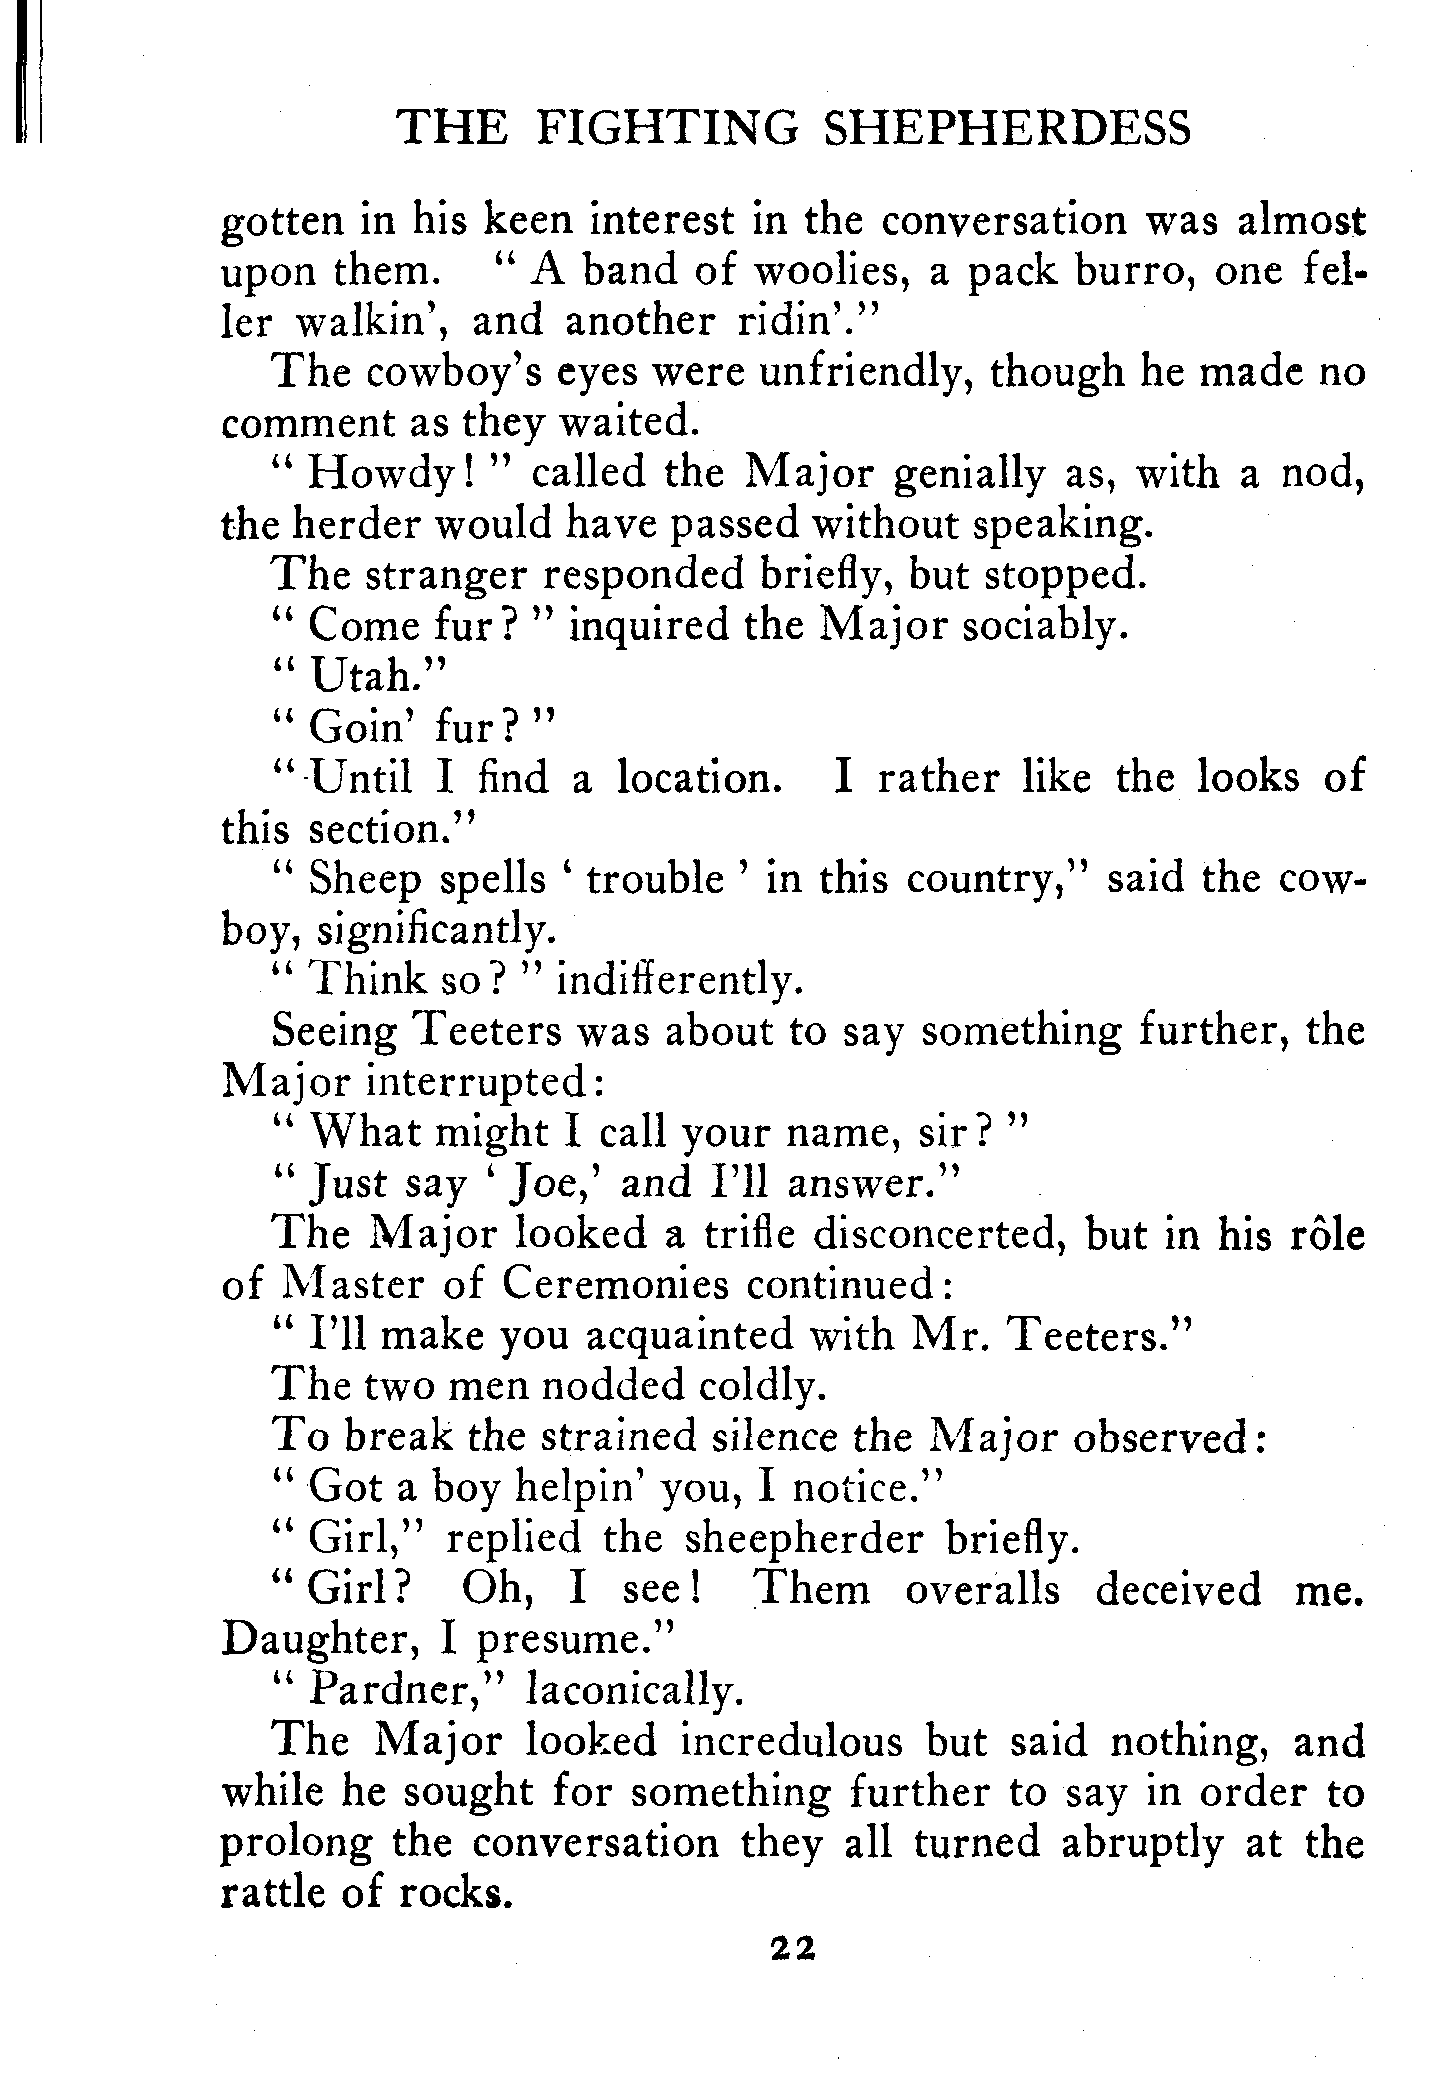 THE FIGHTING SHEPHERDESS
gotten in his keen interest in the conversation was almost
upon them. “ A band of woolies, a pack burro, one fel-
ler walkin’, and another ridin’.”
The cowboy’s eyes were unfriendly, though he made no
comment as they waited.
“ Howdy! ” called the Major genially as, with a nod,
the herder would have passed without speaking.
The stranger responded briefly, but stopped.
“ Come fur? ” inquired the Major sociably.
“ Utah.”
“ Goin’ fur? ”
“ Until I find a location. I rather like the looks of
this section.”
“ Sheep spells ‘ trouble ’ in this country,” said the cow-
boy, significantly.
“ Think so? ” indifferently.
Seeing Teeters was about to say something further, the
Major interrupted:
“ What might I call your name, sir? ”
“ Just say ‘ Joe,’ and I’ll answer.”
The Major looked a trifle disconcerted, but in his rôle
of Master of Ceremonies continued:
“ I’ll make you acquainted with Mr. Teeters.”
The two men nodded coldly.
To break the strained silence the Major observed:
“ Got a boy helpin’ you, I notice.”
“ Girl,” replied the sheepherder briefly.
“ Girl? Oh, I see! Them overalls deceived me.
Daughter, I presume.”
“ Pardner,” laconically.
The Major looked incredulous but said nothing, and
while he sought for something further to say in order to
prolong the conversation they all turned abruptly at the
rattle of rocks.
22